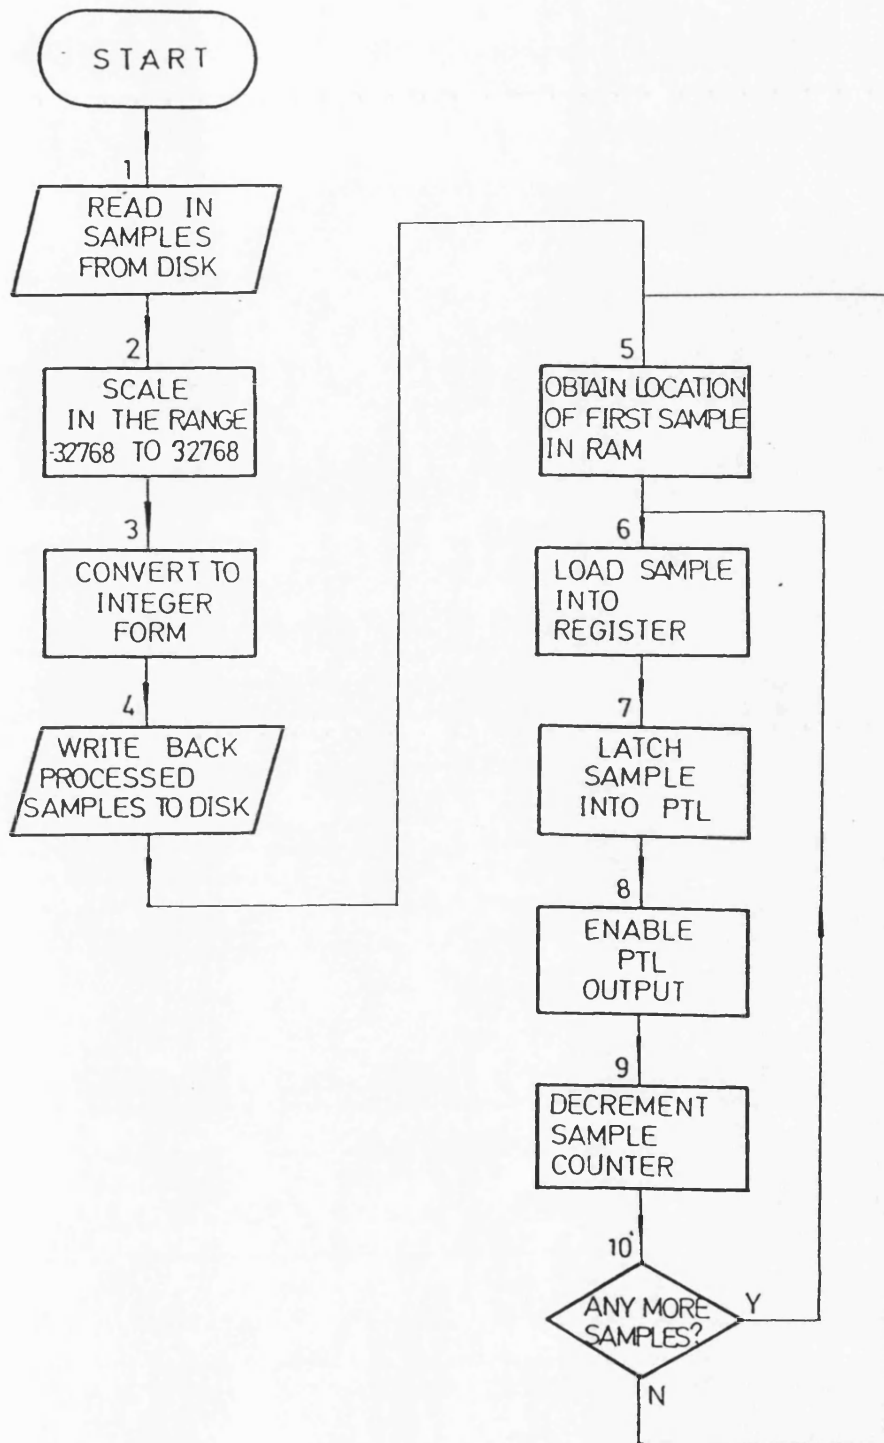 START
1
READ IN
SAMPLES
FROM DISK
2
SCALE
IN THE RANGE
-32768 TO 32768
3
CONVERT TO
INTEGER
FORM
4
WRITE BACK
PROCESSED
SAMPLES TO DISK
5
OBTAIN LOCATION
OF FIRST SAMPLE
IN RAM
6
LOAD SAMPLE
INTO
REGISTER
7
LATCH
SAMPLE
INTO PTL
8
ENABLE
PTL
OUTPUT
9
DECREMENT
SAMPLE
COUNTER
10
ANY MORE
SAMPLES?
Y
N